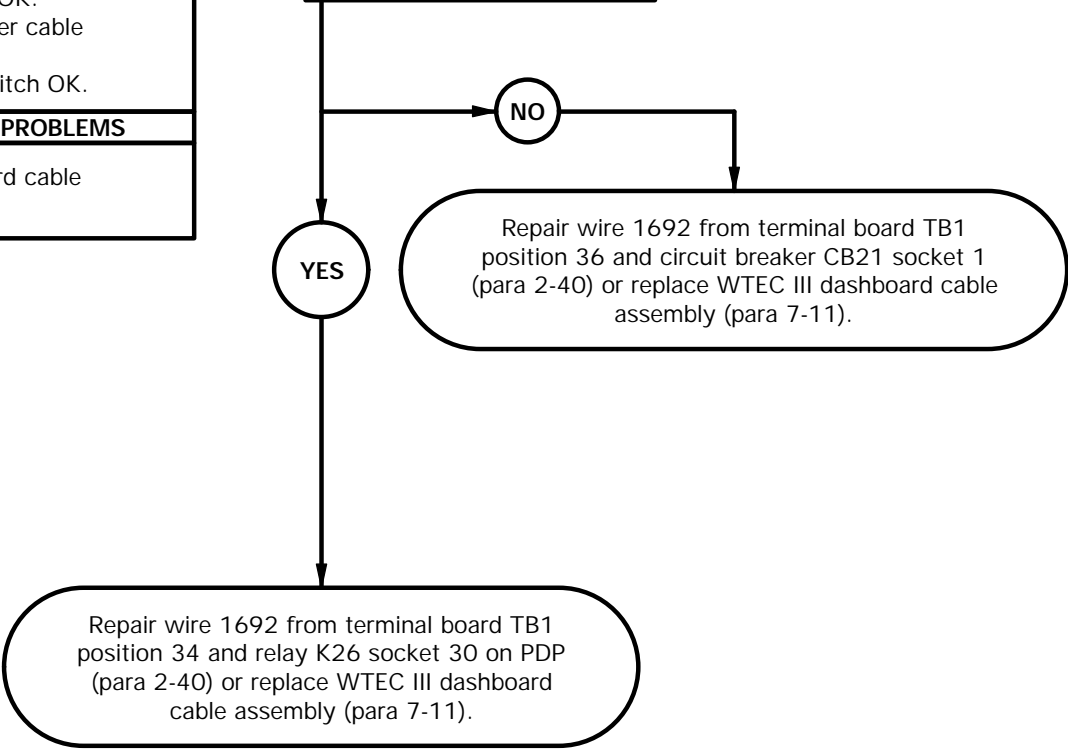 OK.
er cable
itch OK.
PROBLEMS
rd cable
NO
Repair wire 1692 from terminal board TB1
position 36 and circuit breaker CB21 socket 1
(para 2-40) or replace WTEC III dashboard cable
assembly (para 7-11).
YES
Repair wire 1692 from terminal board TB1
position 34 and relay K26 socket 30 on PDP
(para 2-40) or replace WTEC III dashboard
cable assembly (para 7-11).